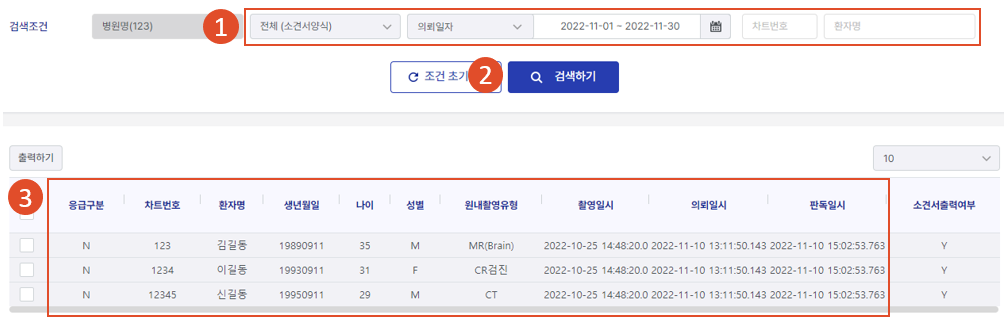 검색조건 병원명(123) 1 전체 (소견서양식) 의뢰일자 2022-11-01 ~ 2022-11-30 차트번호 환자명
조건 초기 2 검색하기
출력하기 10
3 응급구분 차트번호 환자명 생년월일 나이 성별 원내촬영유형 촬영일시 의뢰일시 판독일시 소견서출력여부
N 123 김길동 19890911 35 M MR(Brain) 2022-10-25 14:48:20.0 2022-11-10 13:11:50.143 2022-11-10 15:02:53.763 Y
N 1234 이길동 19930911 31 F CR검진 2022-10-25 14:48:20.0 2022-11-10 13:11:50.143 2022-11-10 15:02:53.763 Y
N 12345 신길동 19950911 29 M CT 2022-10-25 14:48:20.0 2022-11-10 13:11:50.143 2022-11-10 15:02:53.763 Y